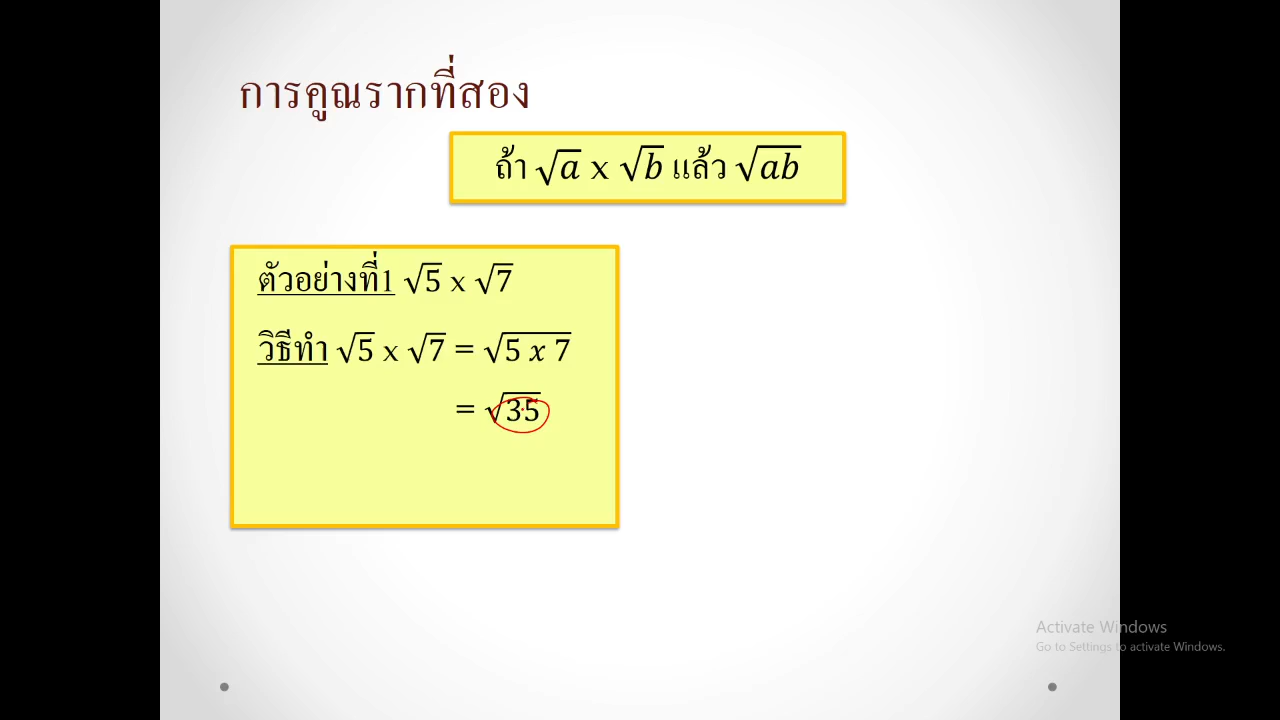 การคูณรากที่สอง
ถ้า √a x √b แล้ว √ab
ตัวอย่างที่1 √5 x √7
วิธีทำ √5 x √7 = √5 x 7
= √35
Activate Windows
Go to Settings to activate Windows.